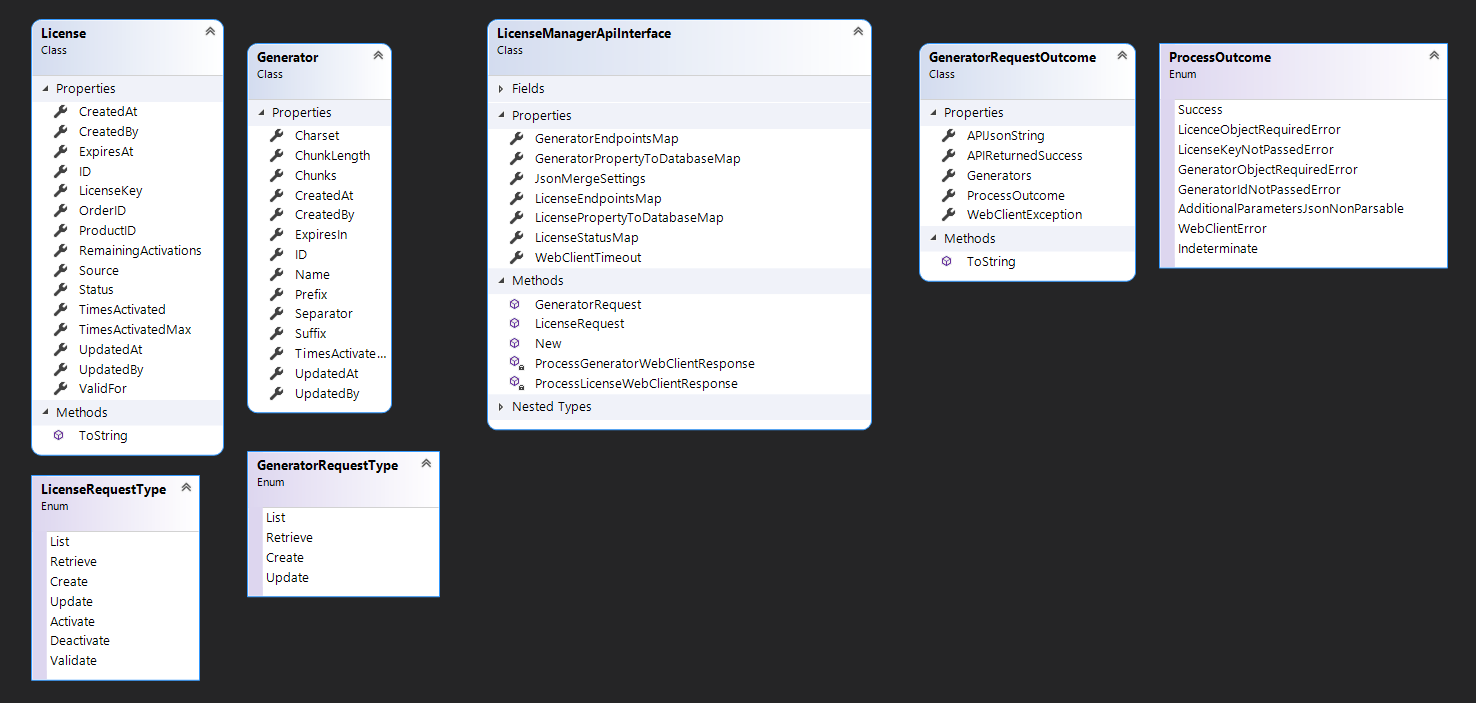 License
Class
Properties
CreatedAt
CreatedBy
ExpiresAt
ID
LicenseKey
OrderID
ProductID
RemainingActivations
Source
Status
TimesActivated
TimesActivatedMax
UpdatedAt
UpdatedBy
ValidFor
Methods
ToString
LicenseRequestType
Enum
List
Retrieve
Create
Update
Activate
Deactivate
Validate
Generator
Class
Properties
Charset
ChunkLength
Chunks
CreatedAt
CreatedBy
ExpiresIn
ID
Name
Prefix
Separator
Suffix
TimesActivate...
UpdatedAt
UpdatedBy
GeneratorRequestType
Enum
List
Retrieve
Create
Update
LicenseManagerApiInterface
Class
Fields
Properties
GeneratorEndpointsMap
GeneratorPropertyToDatabaseMap
JsonMergeSettings
LicenseEndpointsMap
LicensePropertyToDatabaseMap
LicenseStatusMap
WebClientTimeout
Methods
GeneratorRequest
LicenseRequest
New
ProcessGeneratorWebClientResponse
ProcessLicenseWebClientResponse
Nested Types
GeneratorRequestOutcome
Class
Properties
APIJsonString
APIReturnedSuccess
Generators
ProcessOutcome
WebClientException
Methods
ToString
ProcessOutcome
Enum
Success
LicenceObjectRequiredError
LicenseKeyNotPassedError
GeneratorObjectRequiredError
GeneratorIdNotPassedError
AdditionalParametersJsonNonParsable
WebClientError
Indeterminate